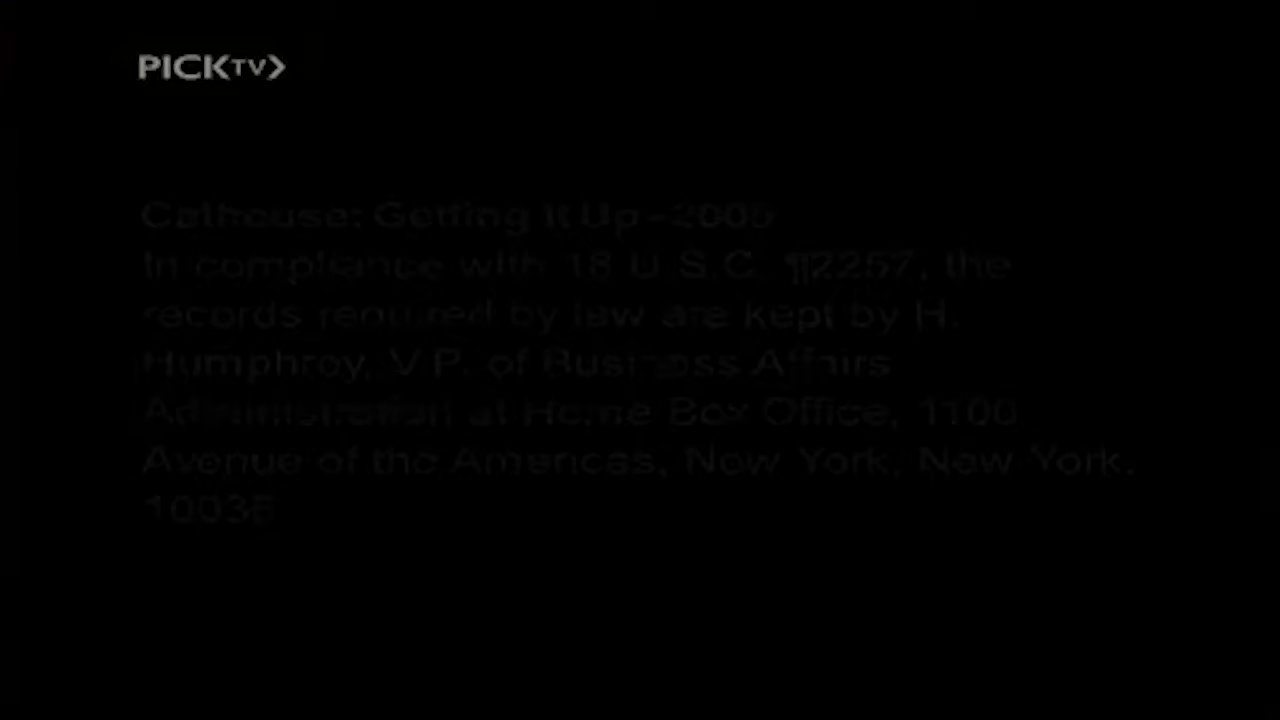 PICKTV>
Cathouse: Getting It Up - 2005
In compliance with 18 U.S.C. ¶2257, the
records required by law are kept by H.
Humphrey, V.P. of Business Affairs
Administration at Home Box Office, 1100
Avenue of the Americas, New York, New York,
10036